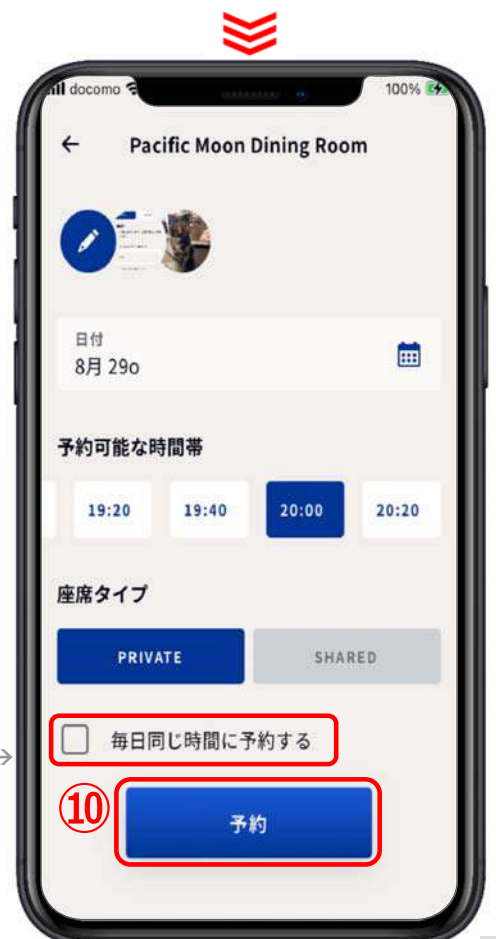 docomo 100%
← Pacific Moon Dining Room
日付
8月 29o
予約可能な時間帯
19:20 19:40 20:00 20:20
座席タイプ
PRIVATE SHARED
毎日同じ時間に予約する
⑩ 予約